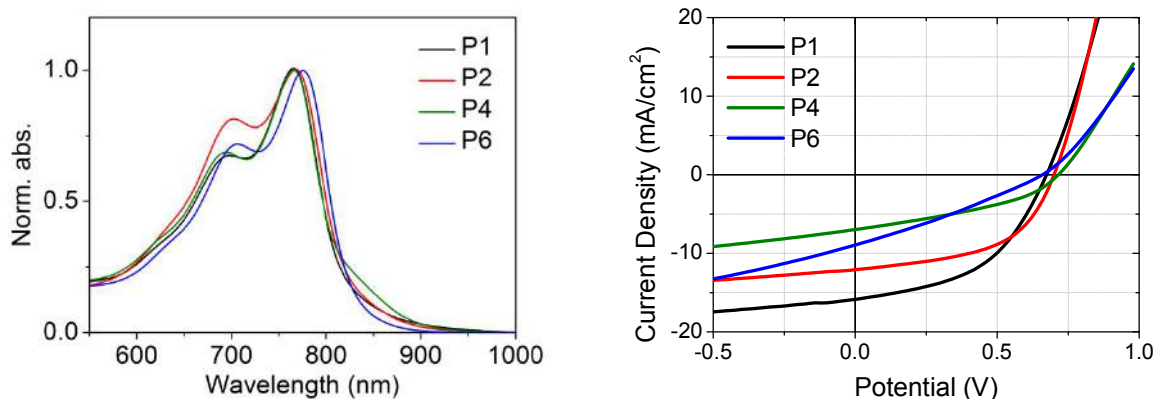 P1
P2
P4
P6
1.0
0.5
0.0
Norm. abs.
600 700 800 900 1000
Wavelength (nm)
P1
P2
P4
P6
20
10
0
-10
-20
Current Density (mA/cm²)
-0.5 0.0 0.5 1.0
Potential (V)